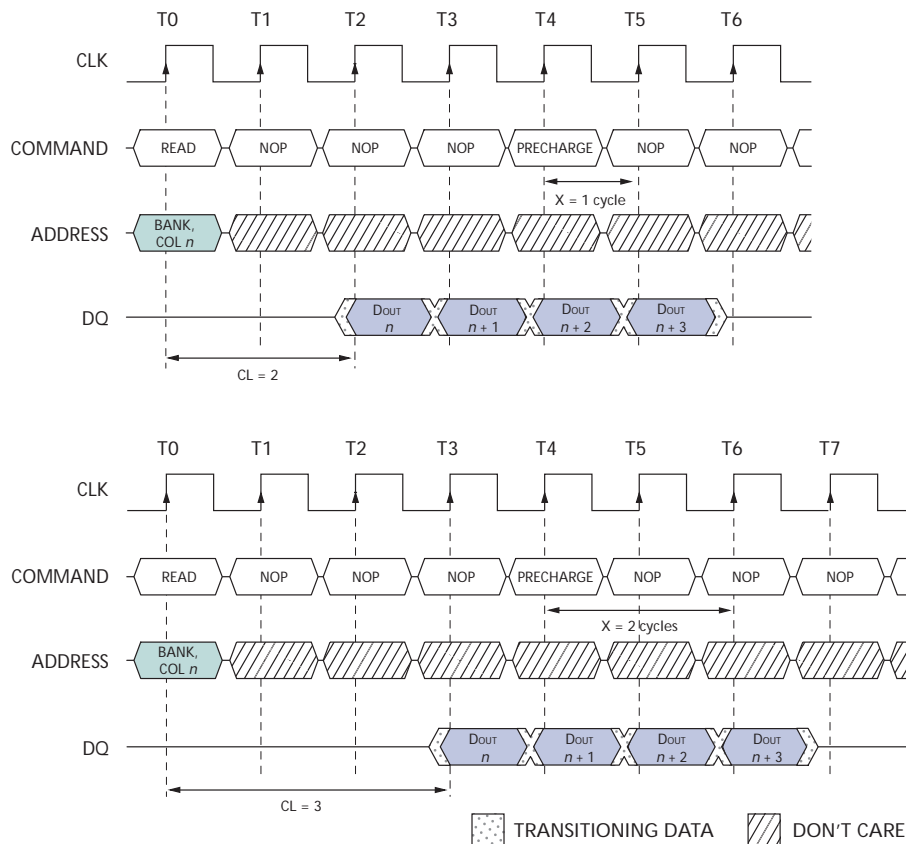 T0 T1 T2 T3 T4 T5 T6
CLK
COMMAND READ NOP NOP NOP PRECHARGE NOP NOP
X = 1 cycle
ADDRESS BANK,
COL n
DQ DOUT n DOUT n + 1 DOUT n + 2 DOUT n + 3
CL = 2
T0 T1 T2 T3 T4 T5 T6 T7
CLK
COMMAND READ NOP NOP NOP PRECHARGE NOP NOP NOP
X = 2 cycles
ADDRESS BANK,
COL n
DQ DOUT n DOUT n + 1 DOUT n + 2 DOUT n + 3
CL = 3
TRANSITIONING DATA DON'T CARE